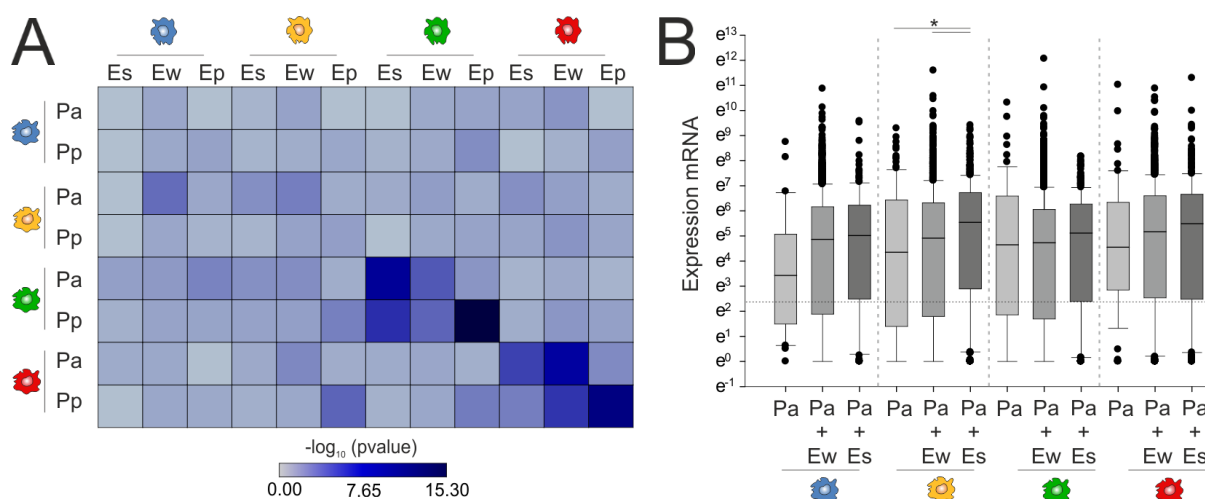 A
B
Es Ew Ep Es Ew Ep Es Ew Ep Es Ew Ep
Pa
Pp
Pa
Pp
Pa
Pp
Pa
Pp
-log₁₀ (pvalue)
0.00 7.65 15.30
Expression mRNA
e¹³
e¹²
e¹¹
e¹⁰
e⁹
e⁸
e⁷
e⁶
e⁵
e⁴
e³
e²
e¹
e⁰
e⁻¹
*
Pa Pa Pa Pa Pa Pa Pa Pa Pa Pa Pa Pa
+ + + + + + + +
Ew Es Ew Es Ew Es Ew Es